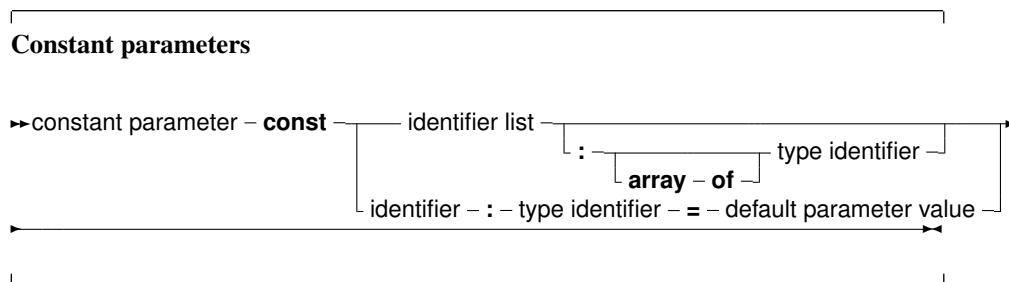 Constant parameters
constant parameter – const – identifier list
: – type identifier
array – of
identifier – : – type identifier – = – default parameter value